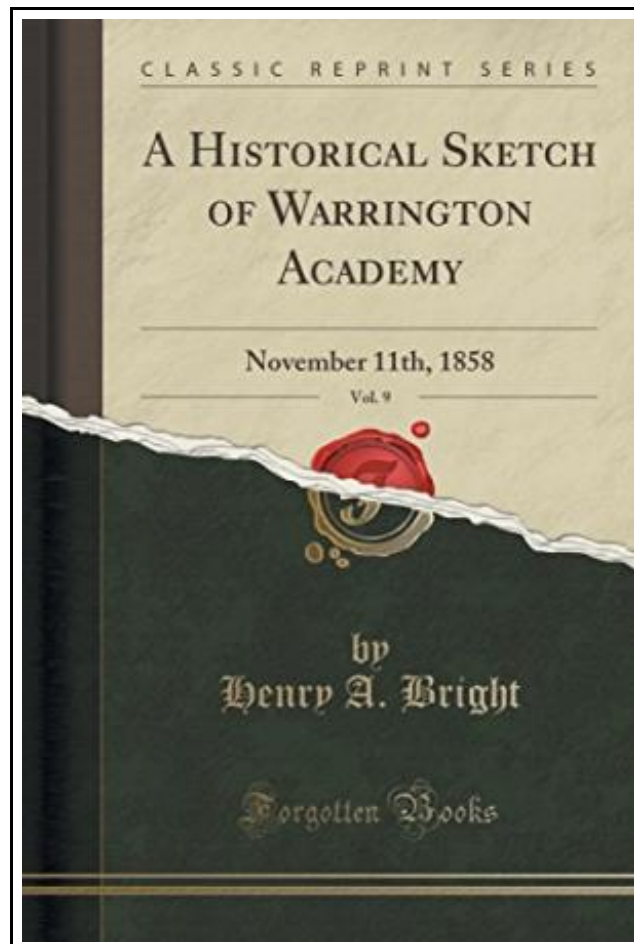 CLASSIC REPRINT SERIES
A HISTORICAL SKETCH
OF WARRINGTON
ACADEMY
November 11th, 1858
Vol. 9
by
Henry A. Bright
Forgotten Books